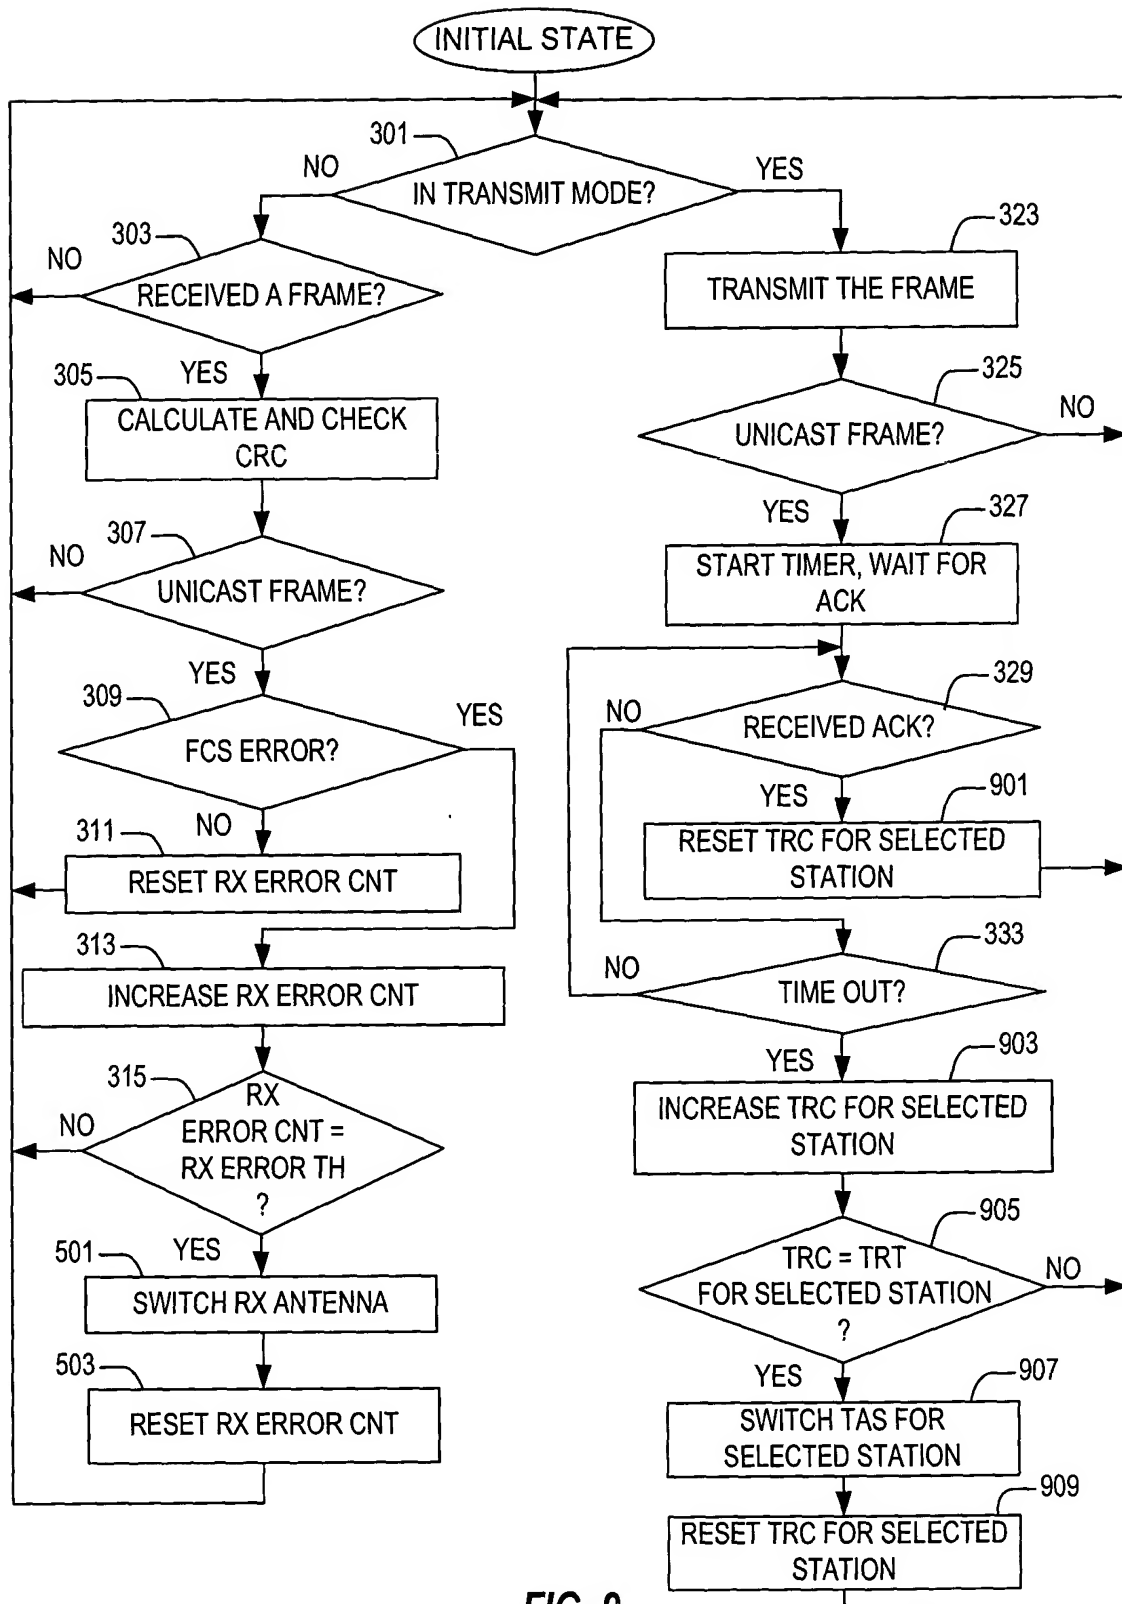 INITIAL STATE
301
NO
IN TRANSMIT MODE?
YES
303
NO
RECEIVED A FRAME?
YES
305
CALCULATE AND CHECK
CRC
307
NO
UNICAST FRAME?
YES
309
FCS ERROR?
YES
NO
311
RESET RX ERROR CNT
313
INCREASE RX ERROR CNT
315
NO
RX
ERROR CNT =
RX ERROR TH
?
YES
501
SWITCH RX ANTENNA
503
RESET RX ERROR CNT
323
TRANSMIT THE FRAME
325
UNICAST FRAME?
NO
YES
327
START TIMER, WAIT FOR
ACK
329
NO
RECEIVED ACK?
YES
901
RESET TRC FOR SELECTED
STATION
333
NO
TIME OUT?
YES
903
INCREASE TRC FOR SELECTED
STATION
905
TRC = TRT
FOR SELECTED STATION
?
NO
YES
907
SWITCH TAS FOR
SELECTED STATION
909
RESET TRC FOR SELECTED
STATION
FIG.